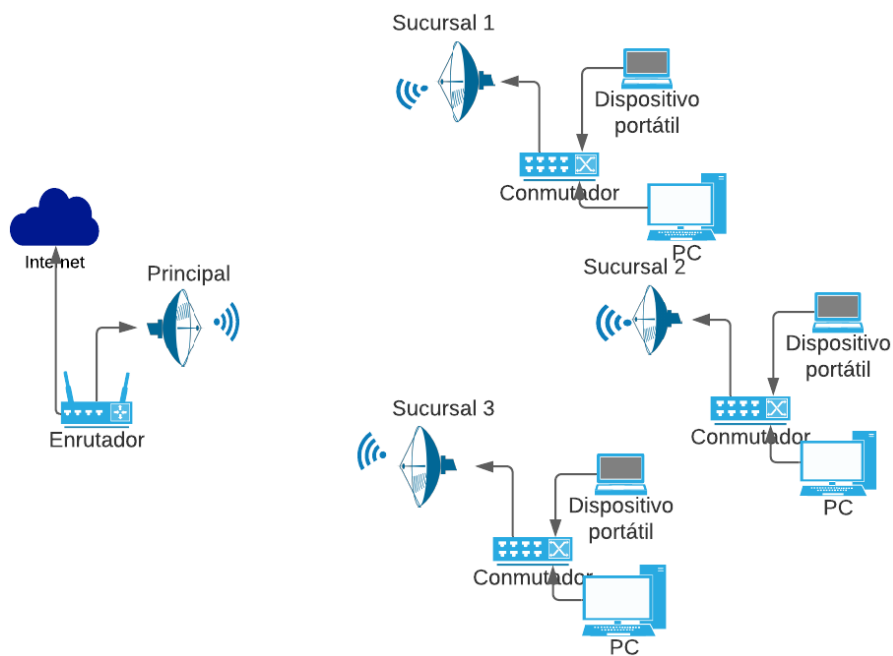 Sucursal 1
Dispositivo
portátil
Conmutador
PC
Internet
Principal
Enrutador
Sucursal 2
Dispositivo
portátil
Conmutador
PC
Sucursal 3
Dispositivo
portátil
Conmutador
PC